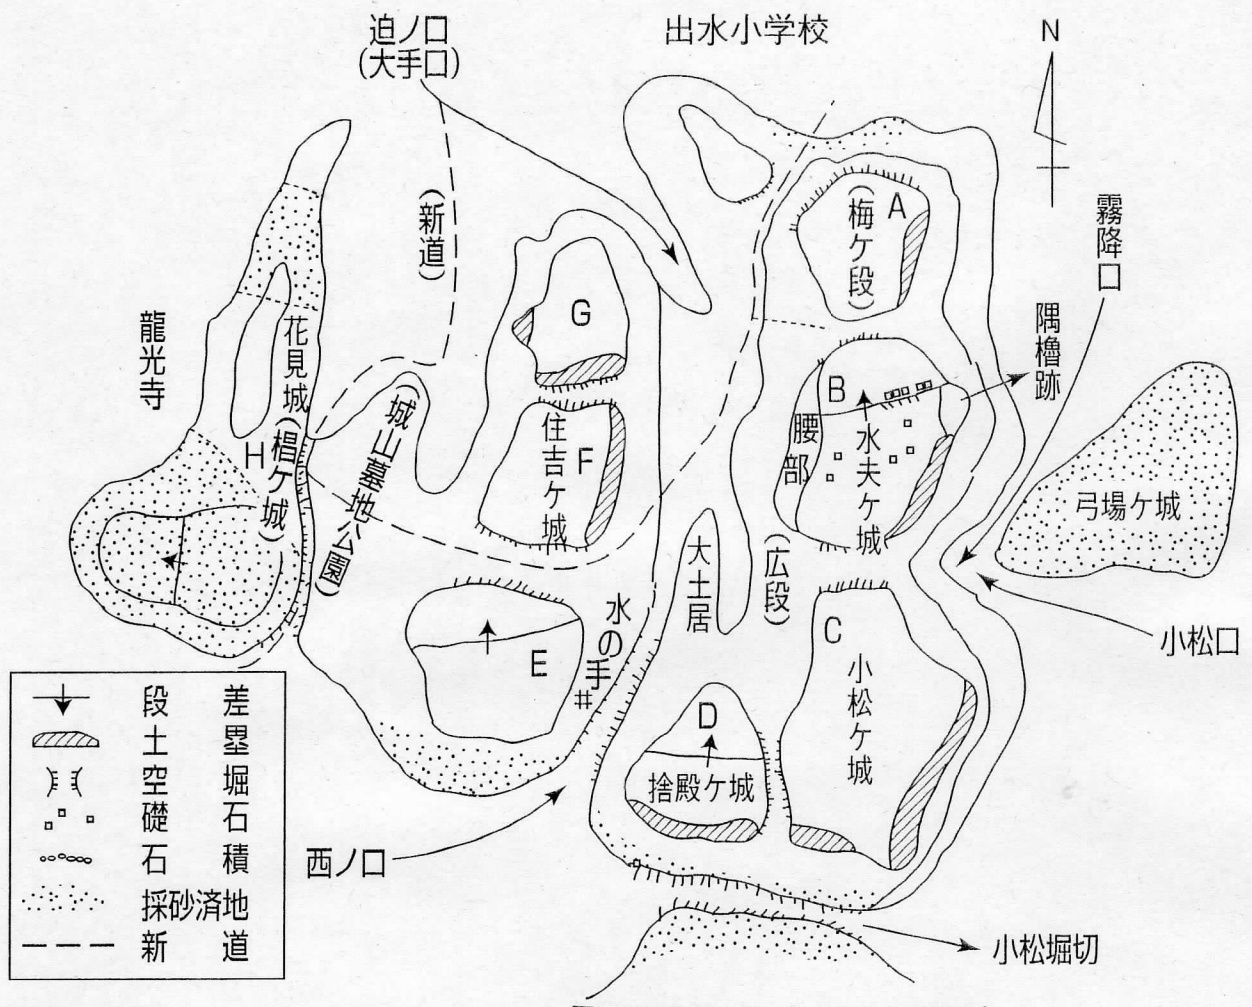 迫ノ口
(大手口)
出水小学校
N
(新道)
霧降口
A
(梅ケ段)
G
隅櫓跡
龍光寺
花見城(椙ケ城)
H
(城山墓地公園)
住吉ケ城
F
B
腰部
水夫ケ城
弓場ケ城
大土居
(広段)
水の手
井
E
C
小松ケ城
小松口
D
捨殿ケ城
西ノ口
小松堀切
段差
土塁
空堀
礎石
石積
採砂済地
新道